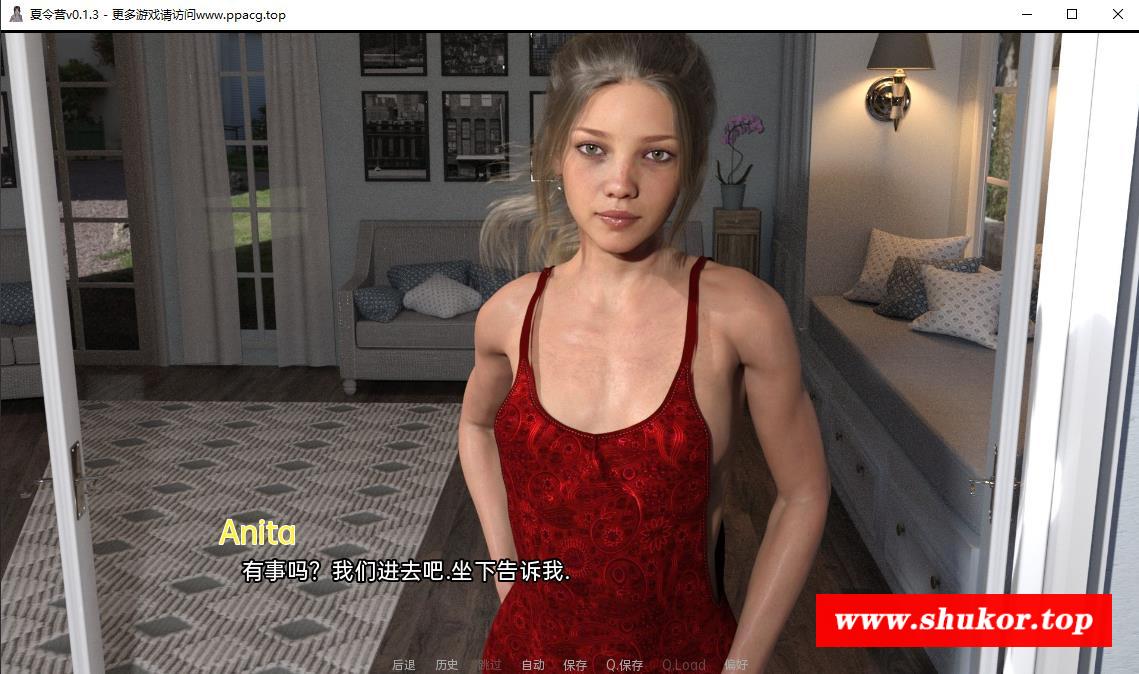 夏令营v0.1.3 - 更多游戏请访问www.ppacg.top
Anita
有事吗？我们进去吧.坐下告诉我.
www.shukor.top
后退 历史 跳过 自动 保存 Q.保存 Q.Load 偏好